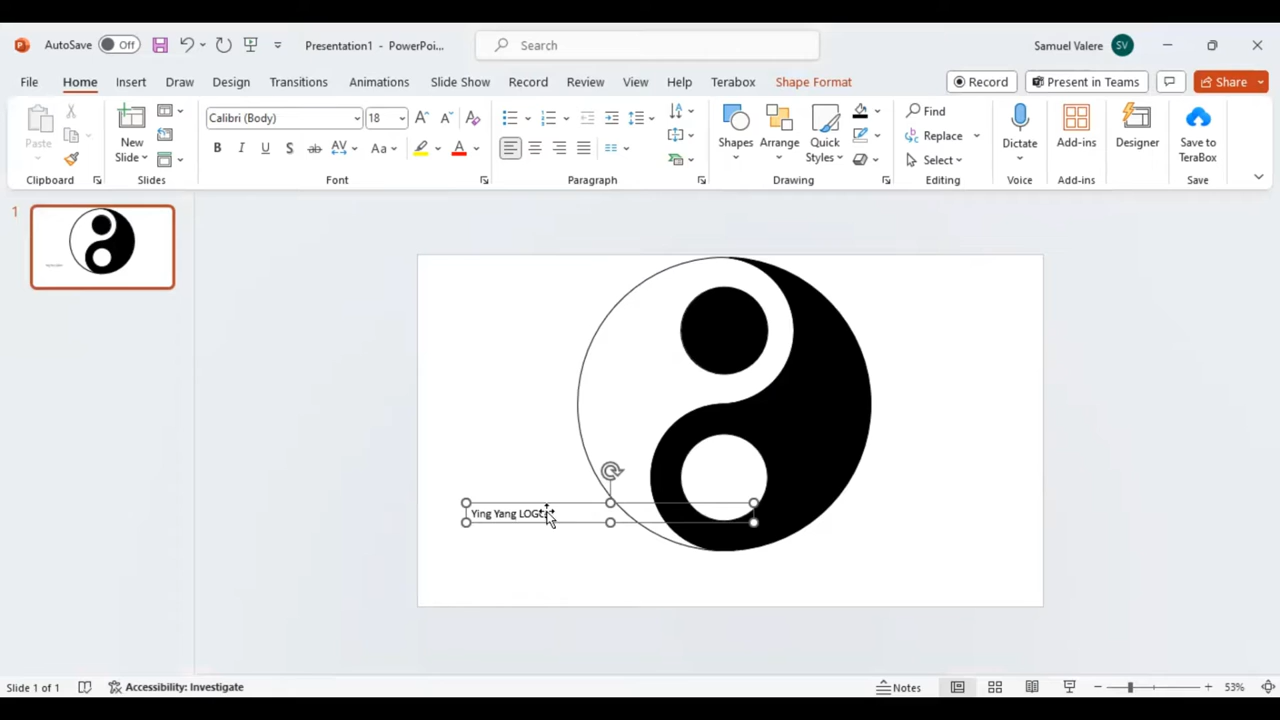 AutoSave Off Presentation1 - PowerPoi... Search Samuel Valere SV
File Home Insert Draw Design Slide Show Transitions Animations Record Review View Help Terabox Shape Format Record Present in Teams Share
Paste New Slide Calibri (Body) 18 Shapes Arrange Quick Styles Find Replace Select Dictate Add-ins Designer Save to TeraBox
Clipboard Slides Font Paragraph Drawing Editing Voice Add-ins Save
1
Ying Yang LOGO
Slide 1 of 1 Accessibility: Investigate Notes 53%